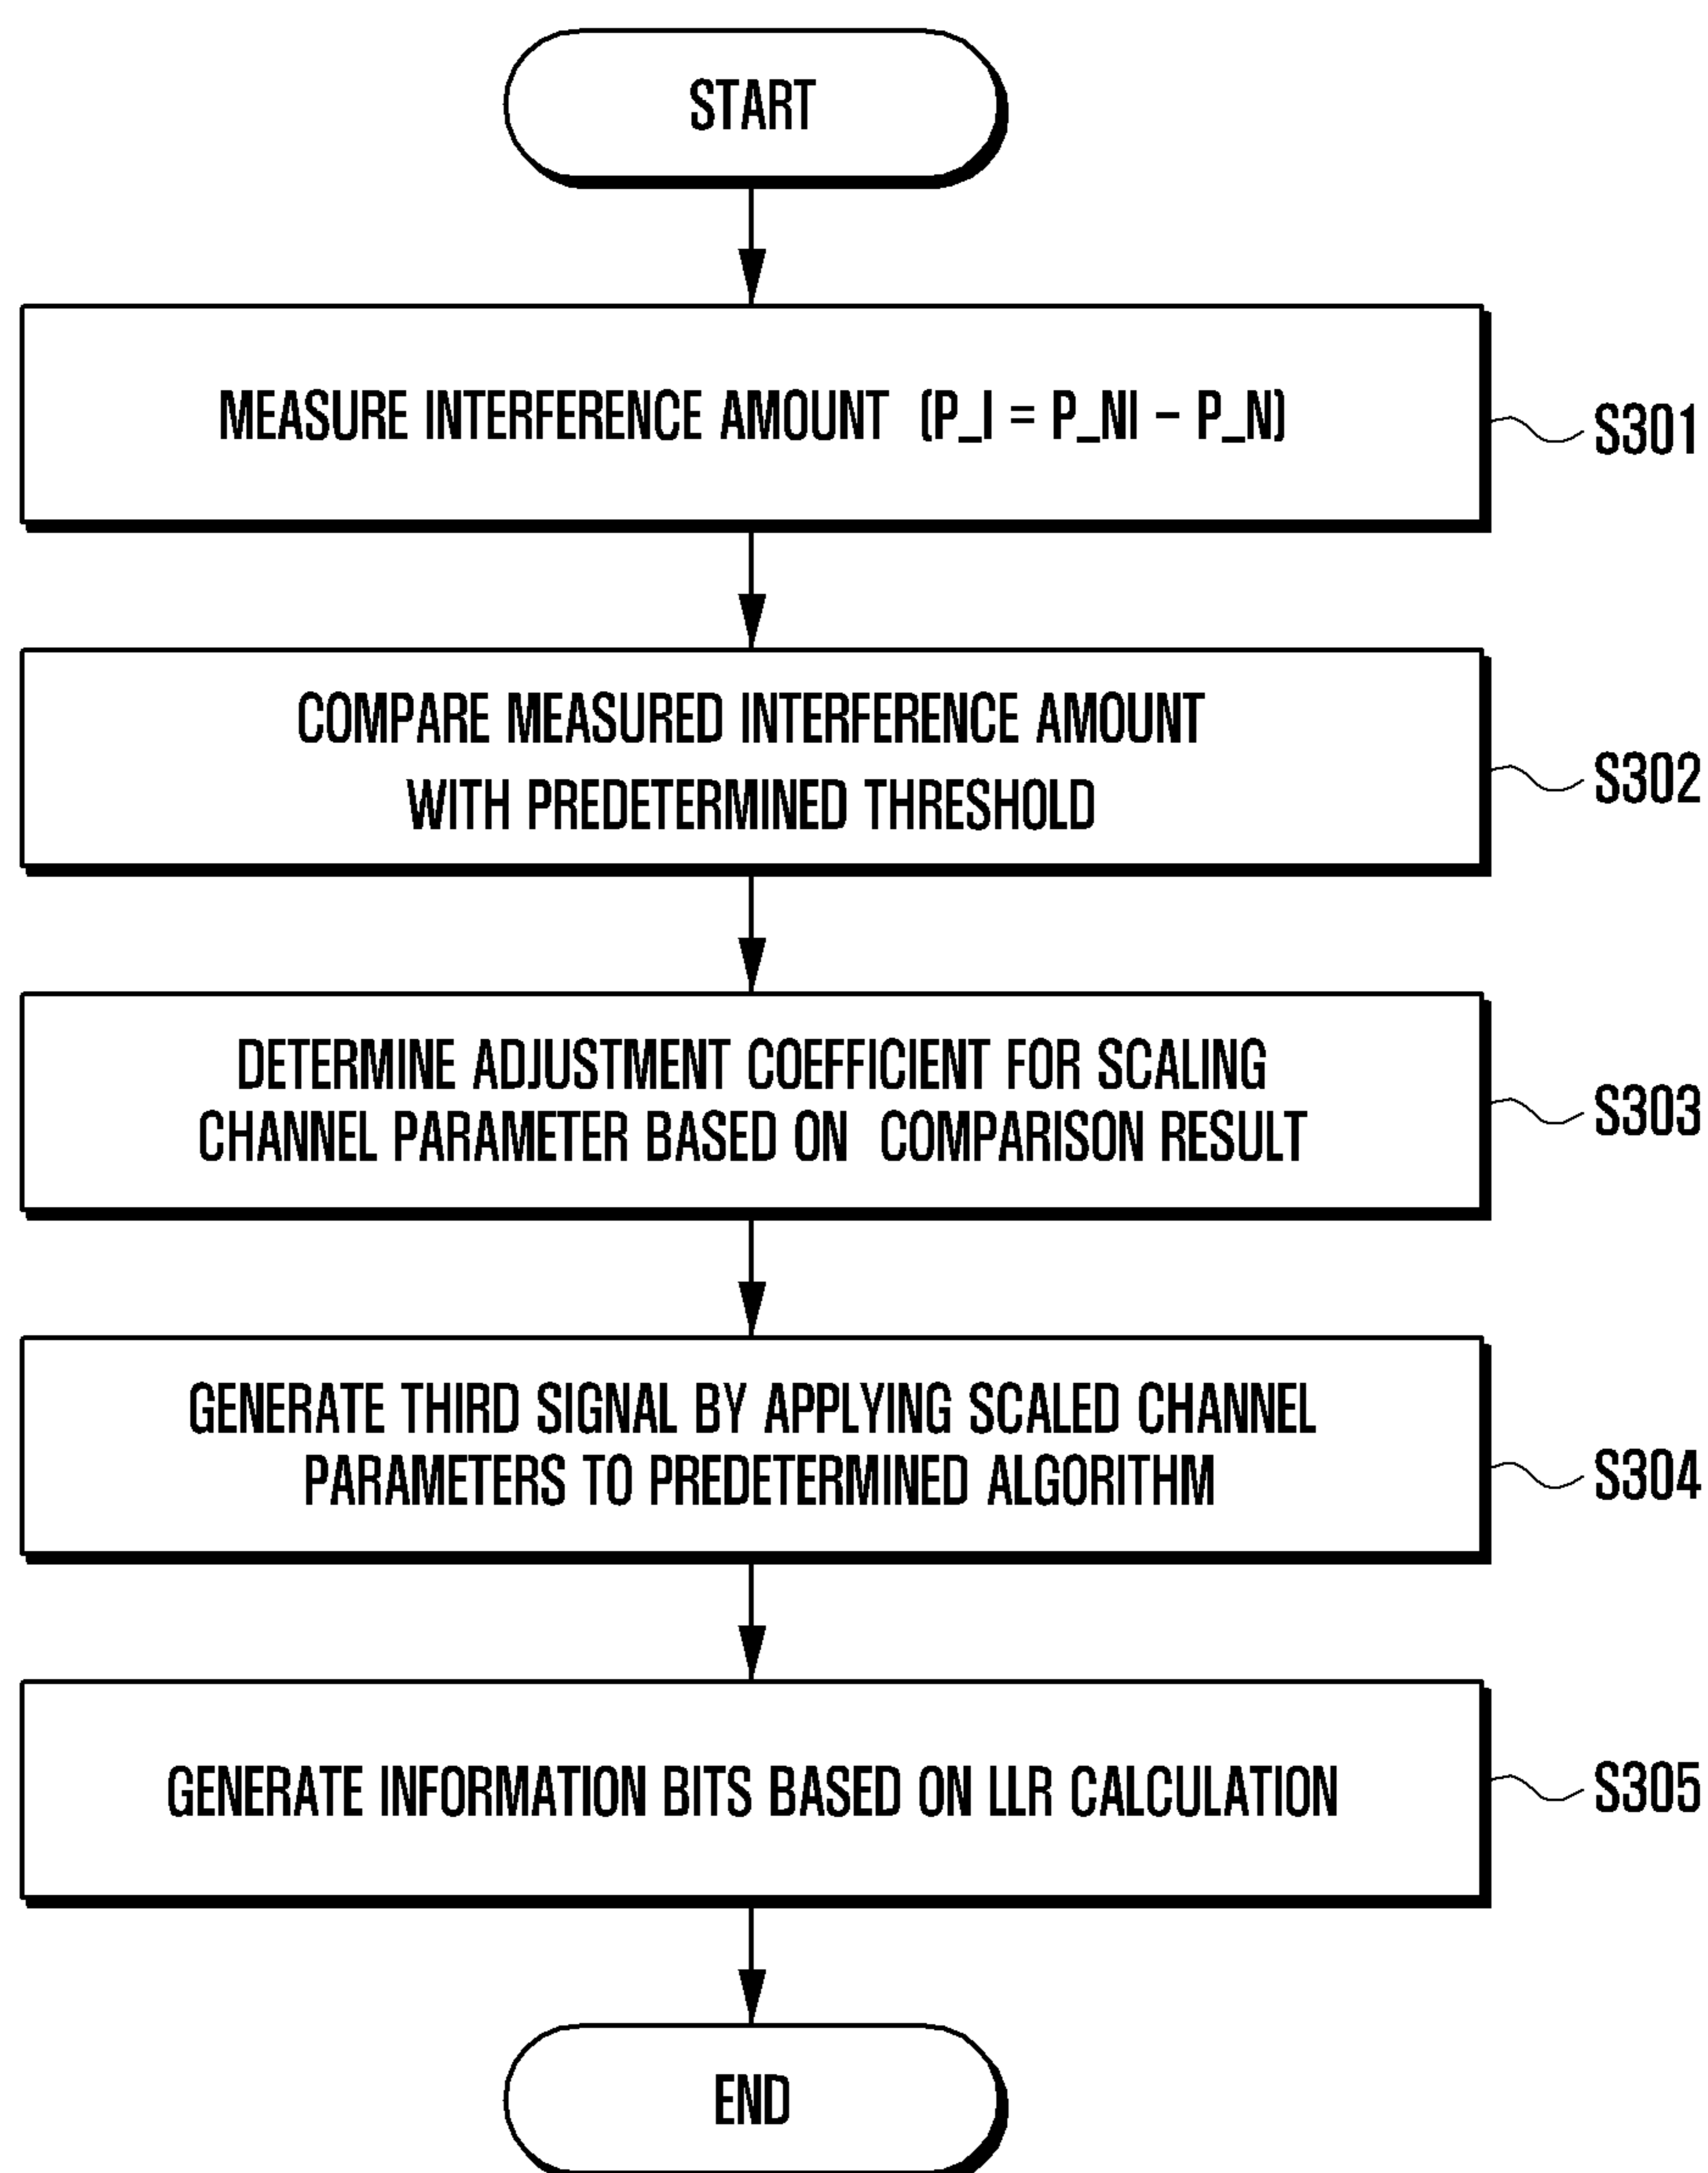 START
MEASURE INTERFERENCE AMOUNT (P_I = P_NI – P_N)
S301
COMPARE MEASURED INTERFERENCE AMOUNT
WITH PREDETERMINED THRESHOLD
S302
DETERMINE ADJUSTMENT COEFFICIENT FOR SCALING
CHANNEL PARAMETER BASED ON COMPARISON RESULT
S303
GENERATE THIRD SIGNAL BY APPLYING SCALED CHANNEL
PARAMETERS TO PREDETERMINED ALGORITHM
S304
GENERATE INFORMATION BITS BASED ON LLR CALCULATION
S305
END